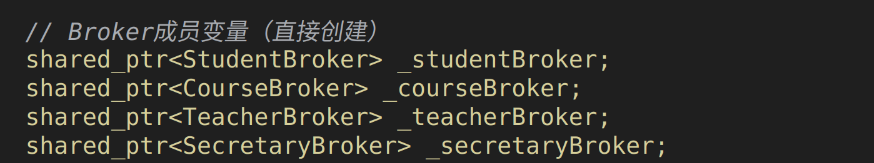 // Broker成员变量（直接创建）
shared_ptr<StudentBroker> _studentBroker;
shared_ptr<CourseBroker> _courseBroker;
shared_ptr<TeacherBroker> _teacherBroker;
shared_ptr<SecretaryBroker> _secretaryBroker;